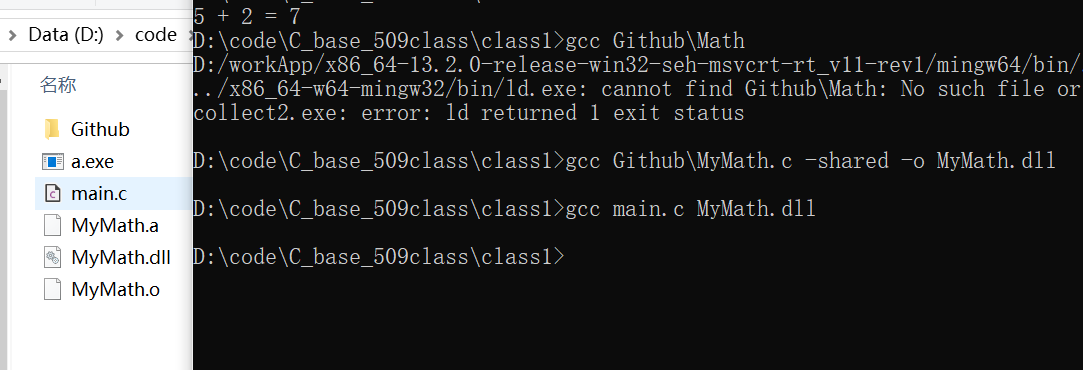 Data (D:) > code >
名称
Github
a.exe
main.c
MyMath.a
MyMath.dll
MyMath.o
5 + 2 = 7
D:\code\C_base_509class\class1>gcc Github\Math
D:/workApp/x86_64-13.2.0-release-win32-seh-msvcrt-rt_v11-rev1/mingw64/bin/
../x86_64-w64-mingw32/bin/ld.exe: cannot find Github\Math: No such file or
collect2.exe: error: ld returned 1 exit status
D:\code\C_base_509class\class1>gcc Github\MyMath.c -shared -o MyMath.dll
D:\code\C_base_509class\class1>gcc main.c MyMath.dll
D:\code\C_base_509class\class1>